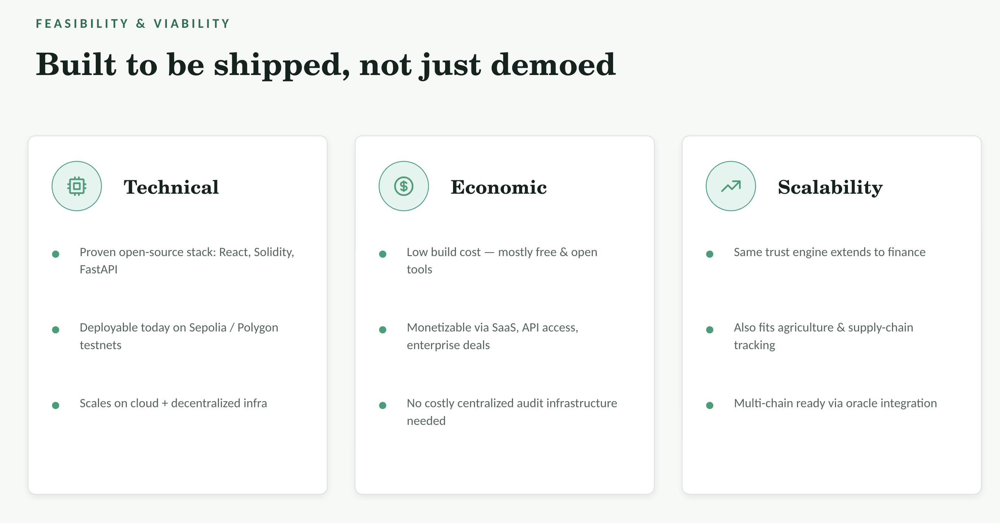 FEASIBILITY & VIABILITY
Built to be shipped, not just demoed
Technical
Proven open-source stack: React, Solidity,
FastAPI
Deployable today on Sepolia / Polygon
testnets
Scales on cloud + decentralized infra
Economic
Low build cost — mostly free & open
tools
Monetizable via SaaS, API access,
enterprise deals
No costly centralized audit infrastructure
needed
Scalability
Same trust engine extends to finance
Also fits agriculture & supply-chain
tracking
Multi-chain ready via oracle integration